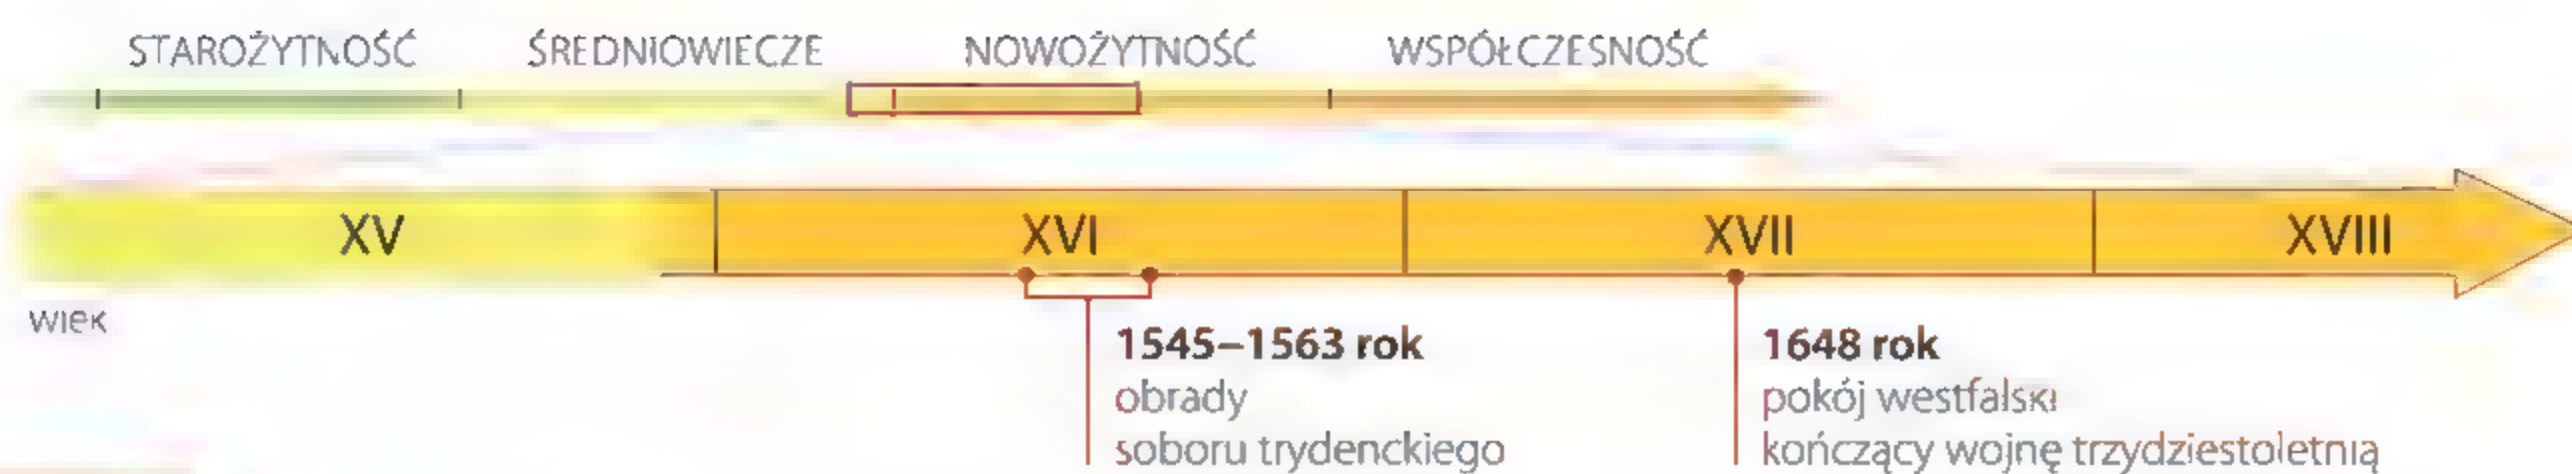 STAROŻYTNOŚĆ ŚREDNIOWIECZE NOWOŻYTNOŚĆ WSPÓŁCZESNOŚĆ
XV XVI XVII XVIII
wiek
1545–1563 rok
obrady
soboru trydenckiego
1648 rok
pokój westfalski
kończący wojnę trzydziestoletnią